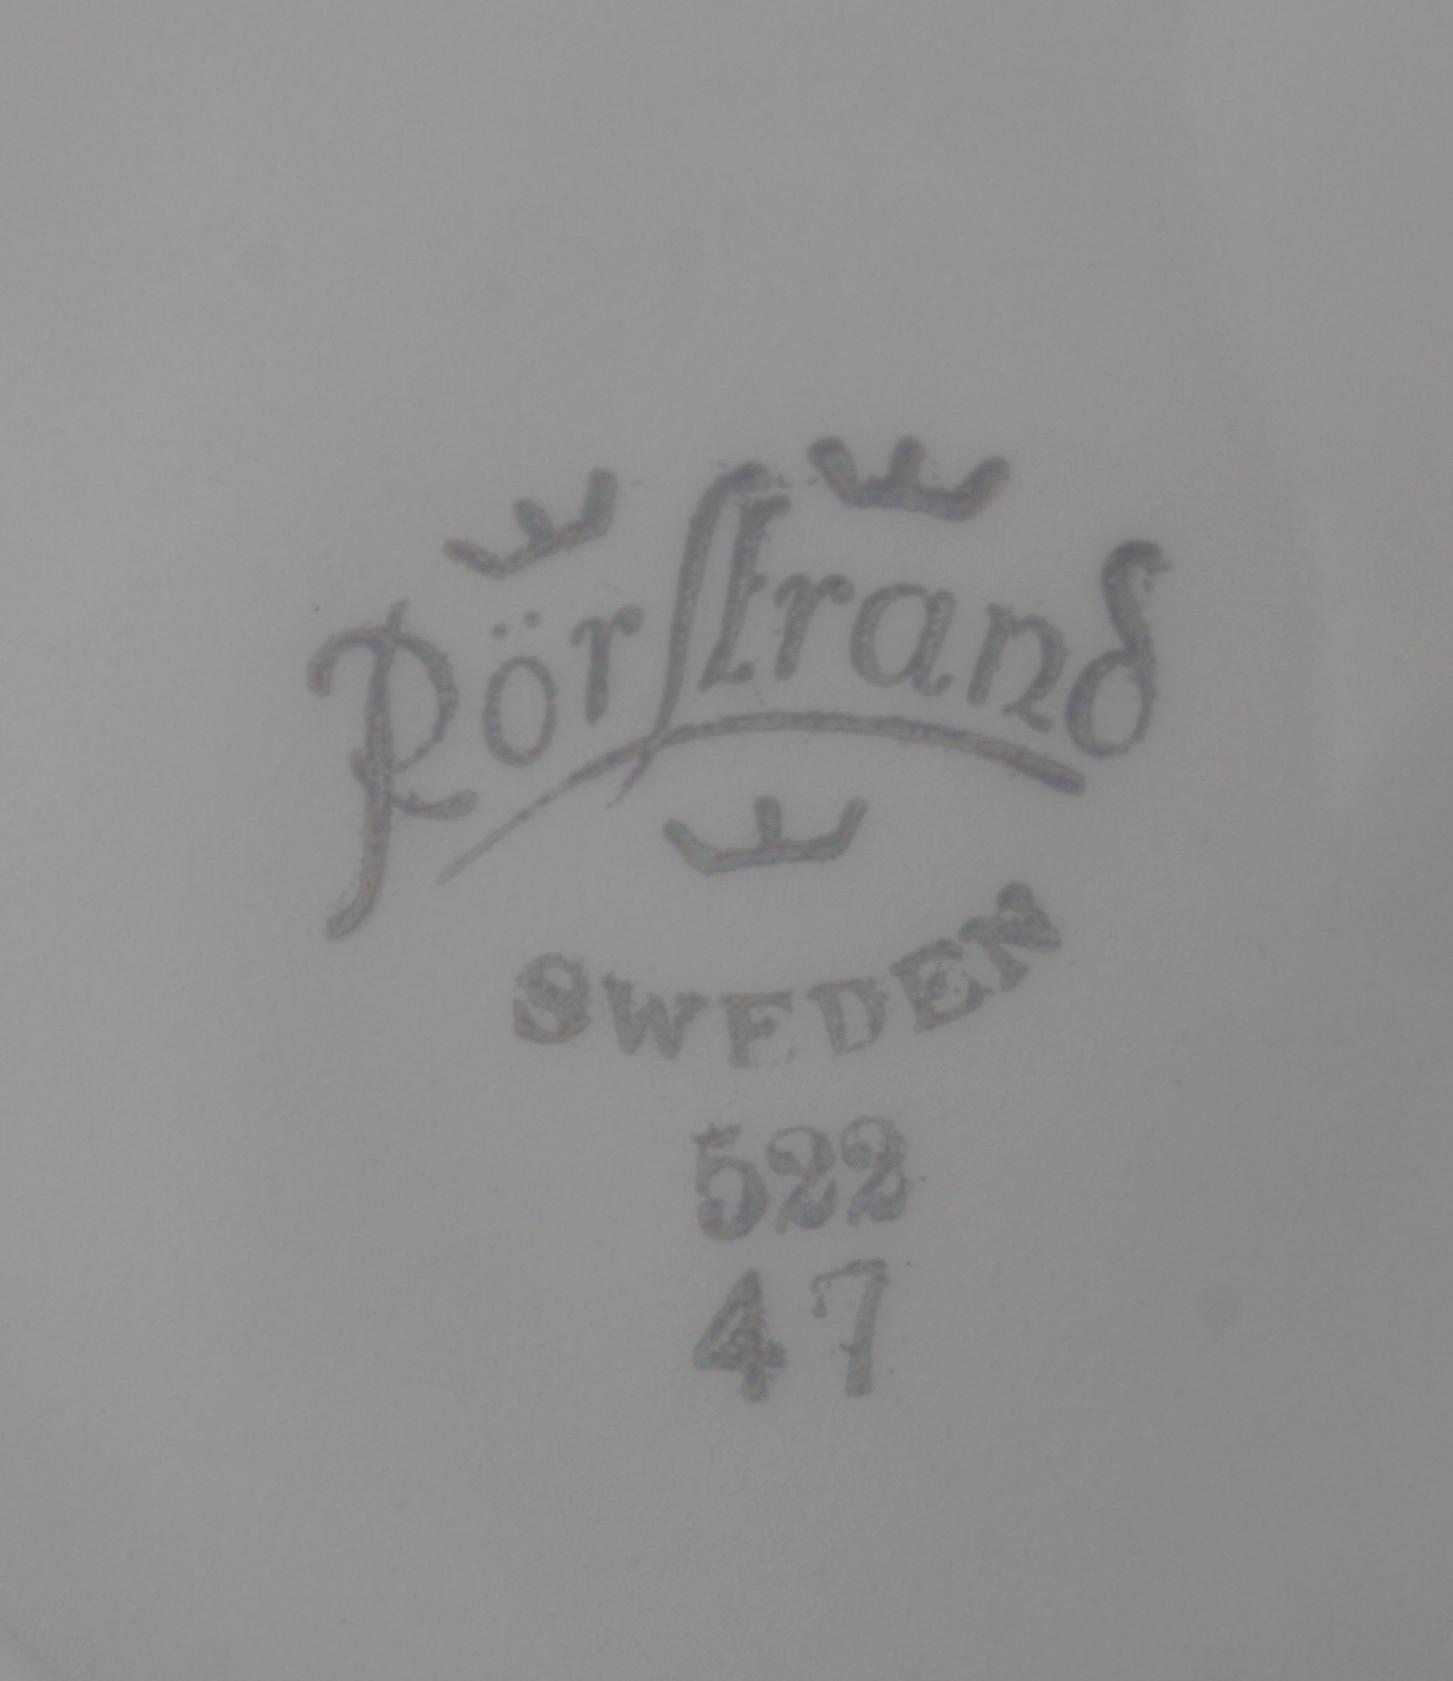 Rörstrand
SWEDEN
522
47